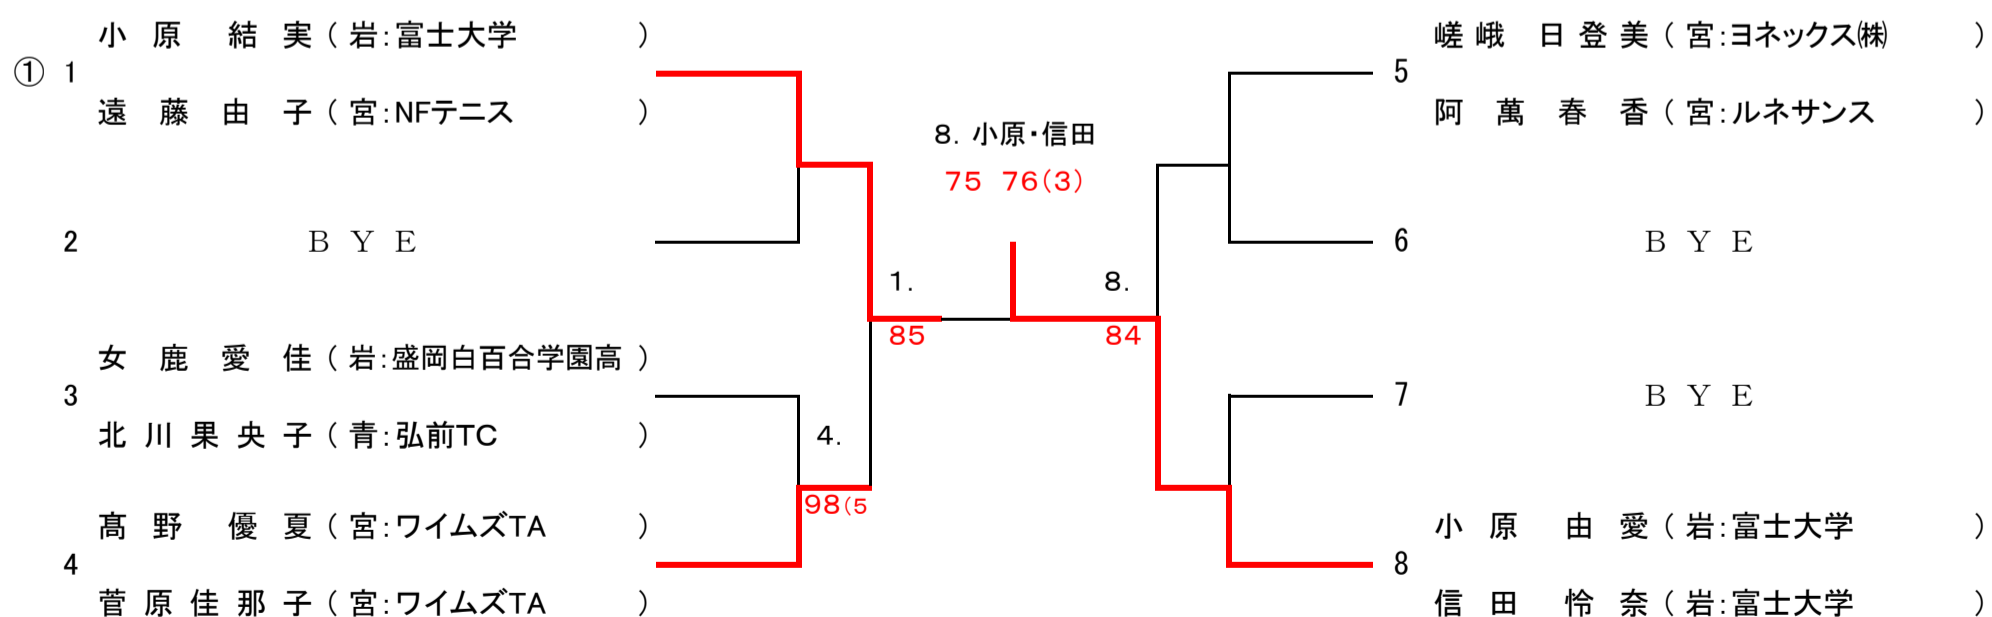 小原 結実(岩:富士大学)
① 1
遠藤由子(宮:NFテニス)
2 BYE
女鹿愛佳(岩:盛岡白百合学園高)
3
北川果央子(青:弘前TC)
4.
98(5
髙野 優夏(宮:ワイムズTA)
4
菅原佳那子(宮:ワイムズTA)
8. 小原・信田
75 76(3)
1.
85
8.
84
嵯峨 日登美(宮:ヨネックス㈱)
5
阿萬春香(宮:ルネサンス)
6 BYE
7 BYE
小原 由愛(岩:富士大学)
8
信田 怜奈(岩:富士大学)